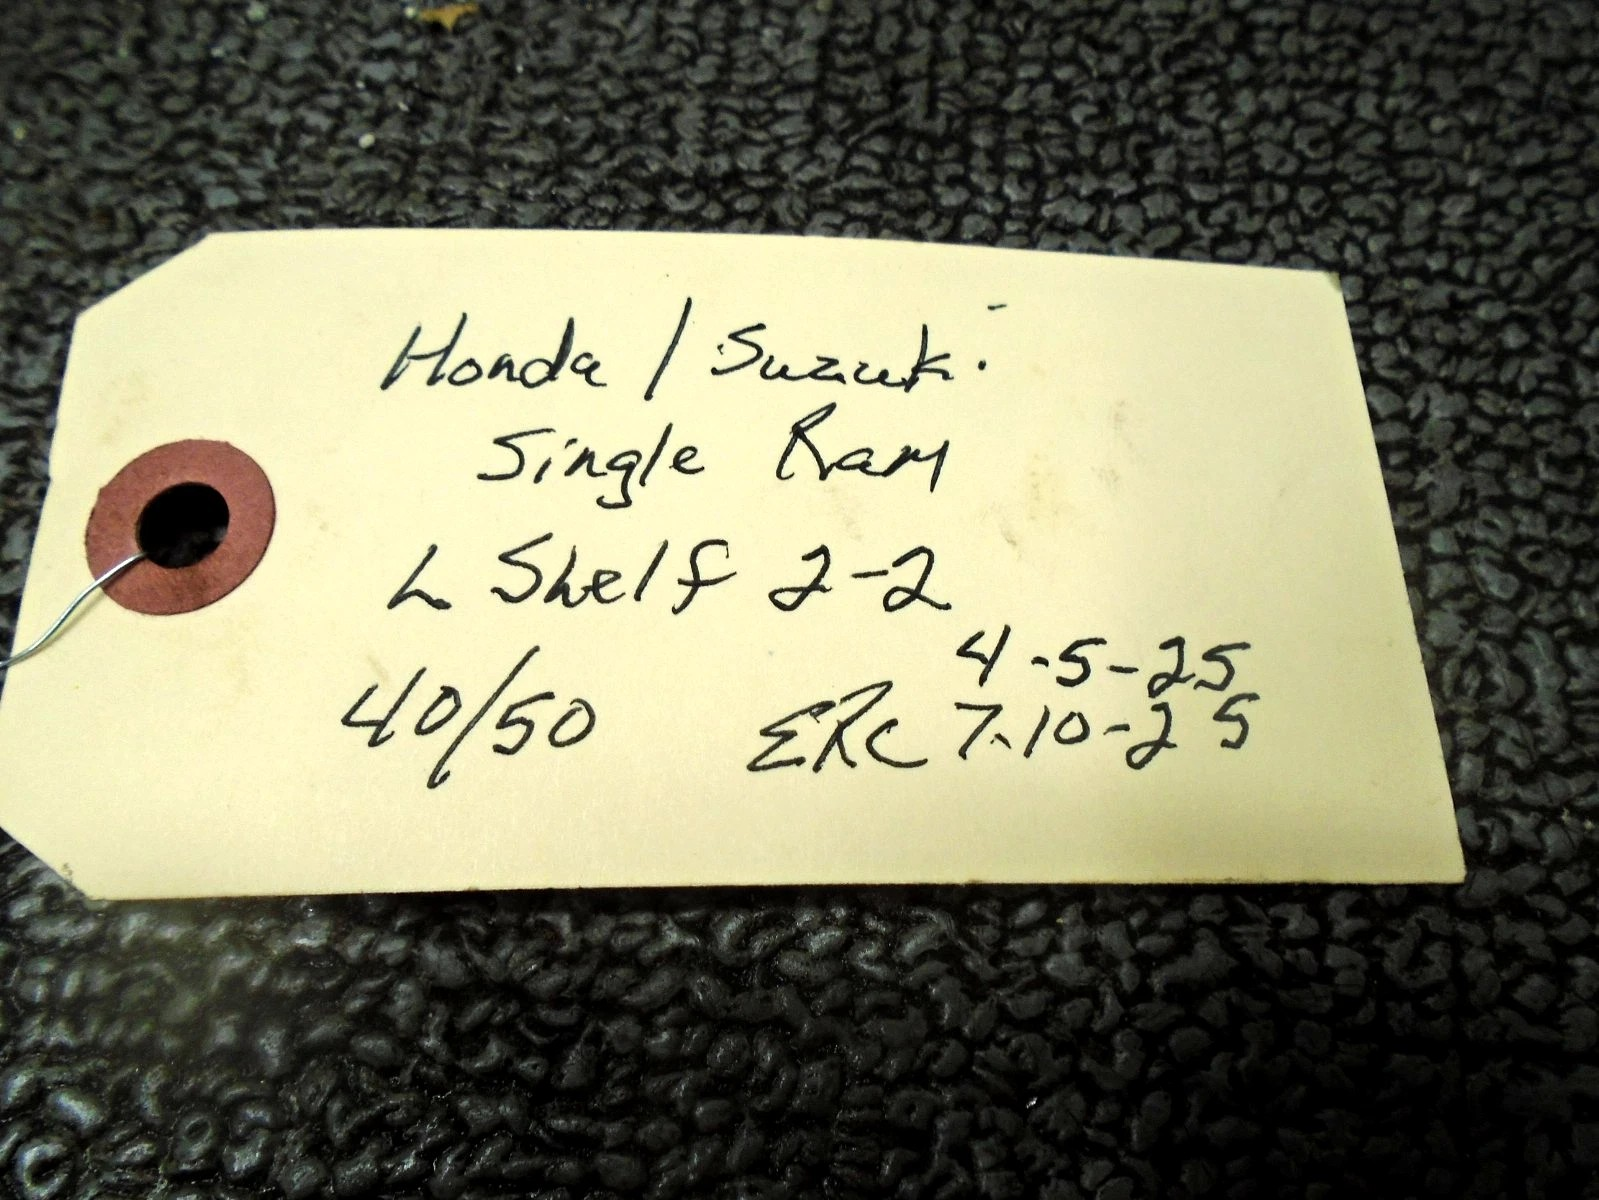 Honda / Suzuki
Single Ram
L Shelf 2-2
4-5-25
40/50 ERC 7-10-25